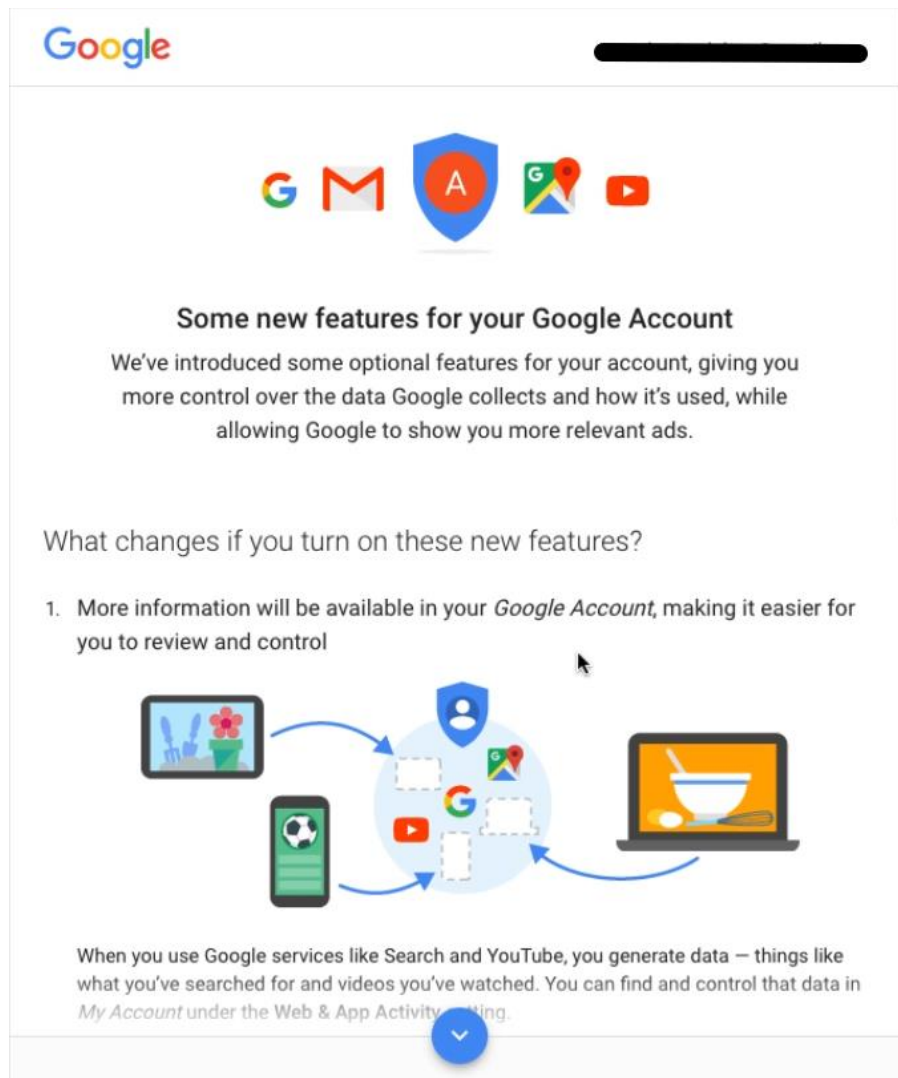 Google
A
G
Some new features for your Google Account
We've introduced some optional features for your account, giving you
more control over the data Google collects and how it's used, while
allowing Google to show you more relevant ads.
What changes if you turn on these new features?
1. More information will be available in your Google Account, making it easier for
you to review and control
G
When you use Google services like Search and YouTube, you generate data — things like
what you've searched for and videos you've watched. You can find and control that data in
My Account under the Web & App Activity